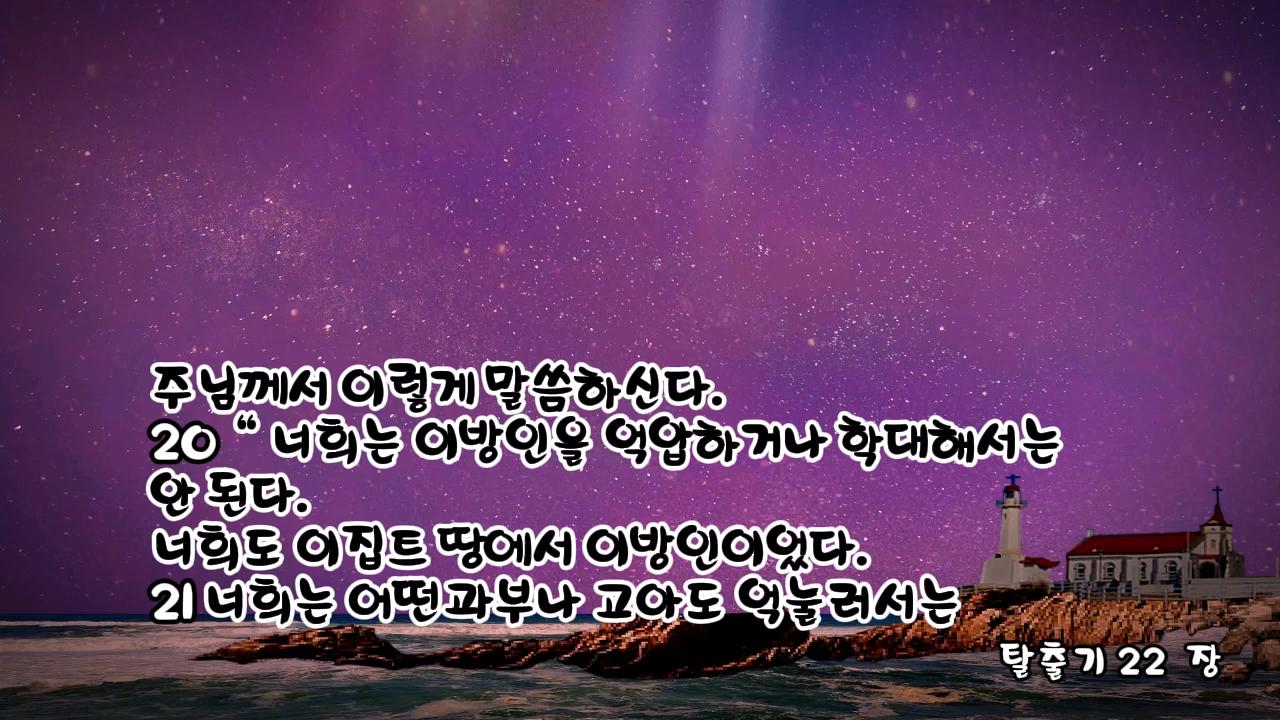 주님께서 이렇게 말씀하신다.
20 “ 너희는 이방인을 억압하거나 학대해서는
안 된다.
너희도 이집트 땅에서 이방인이었다.
21 너희는 어떤과부나 고아도 억눌러서는
탈출기 22 장